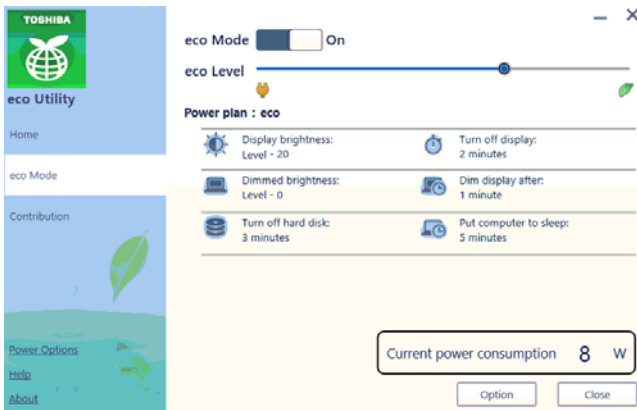 TOSHIBA
eco Utility
Home
eco Mode
Contribution
Power Options
Help
About
eco Mode On
eco Level
Power plan : eco
Display brightness:
Level - 20
Turn off display:
2 minutes
Dimmed brightness:
Level - 0
Dim display after:
1 minute
Turn off hard disk:
3 minutes
Put computer to sleep:
5 minutes
Current power consumption 8 W
Option Close